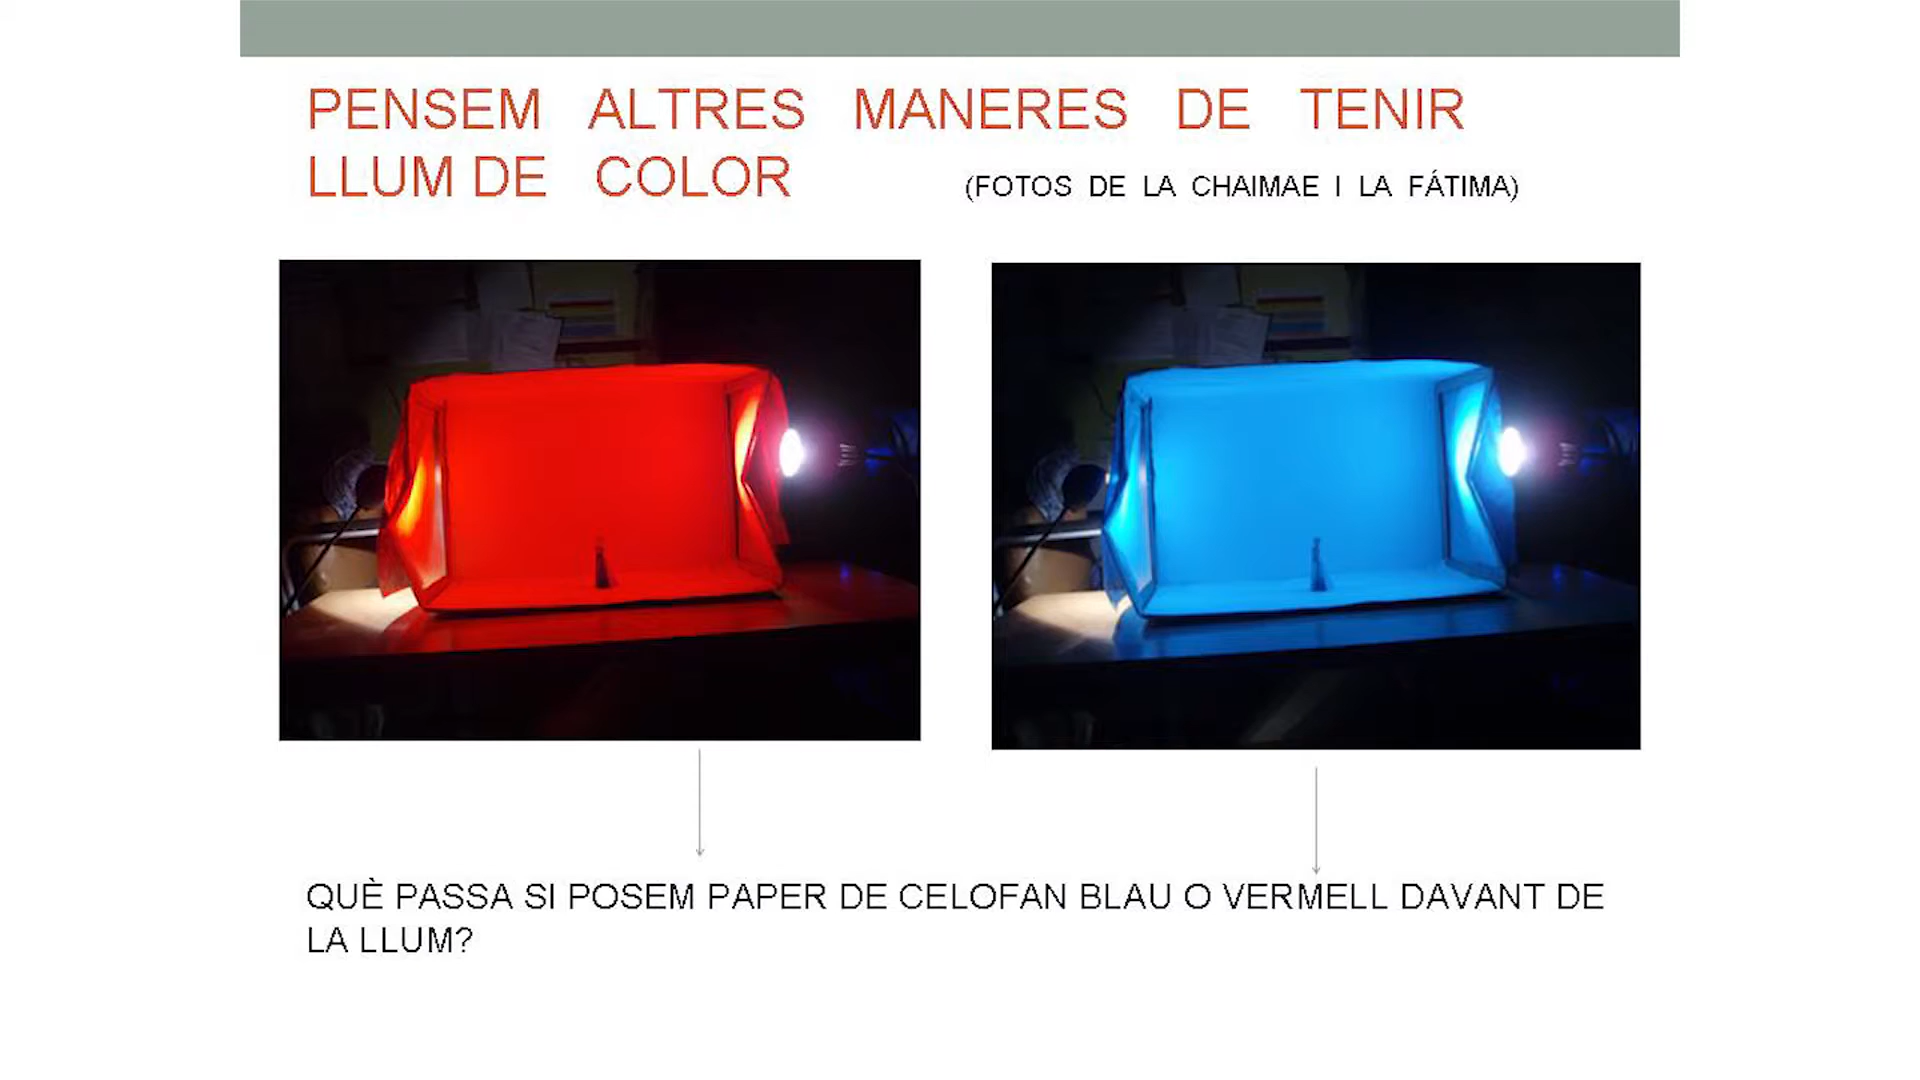 PENSEM ALTRES MANERES DE TENIR
LLUM DE COLOR (FOTOS DE LA CHAIMAE I LA FÁTIMA)
QUÈ PASSA SI POSEM PAPER DE CELOFAN BLAU O VERMELL DAVANT DE
LA LLUM?